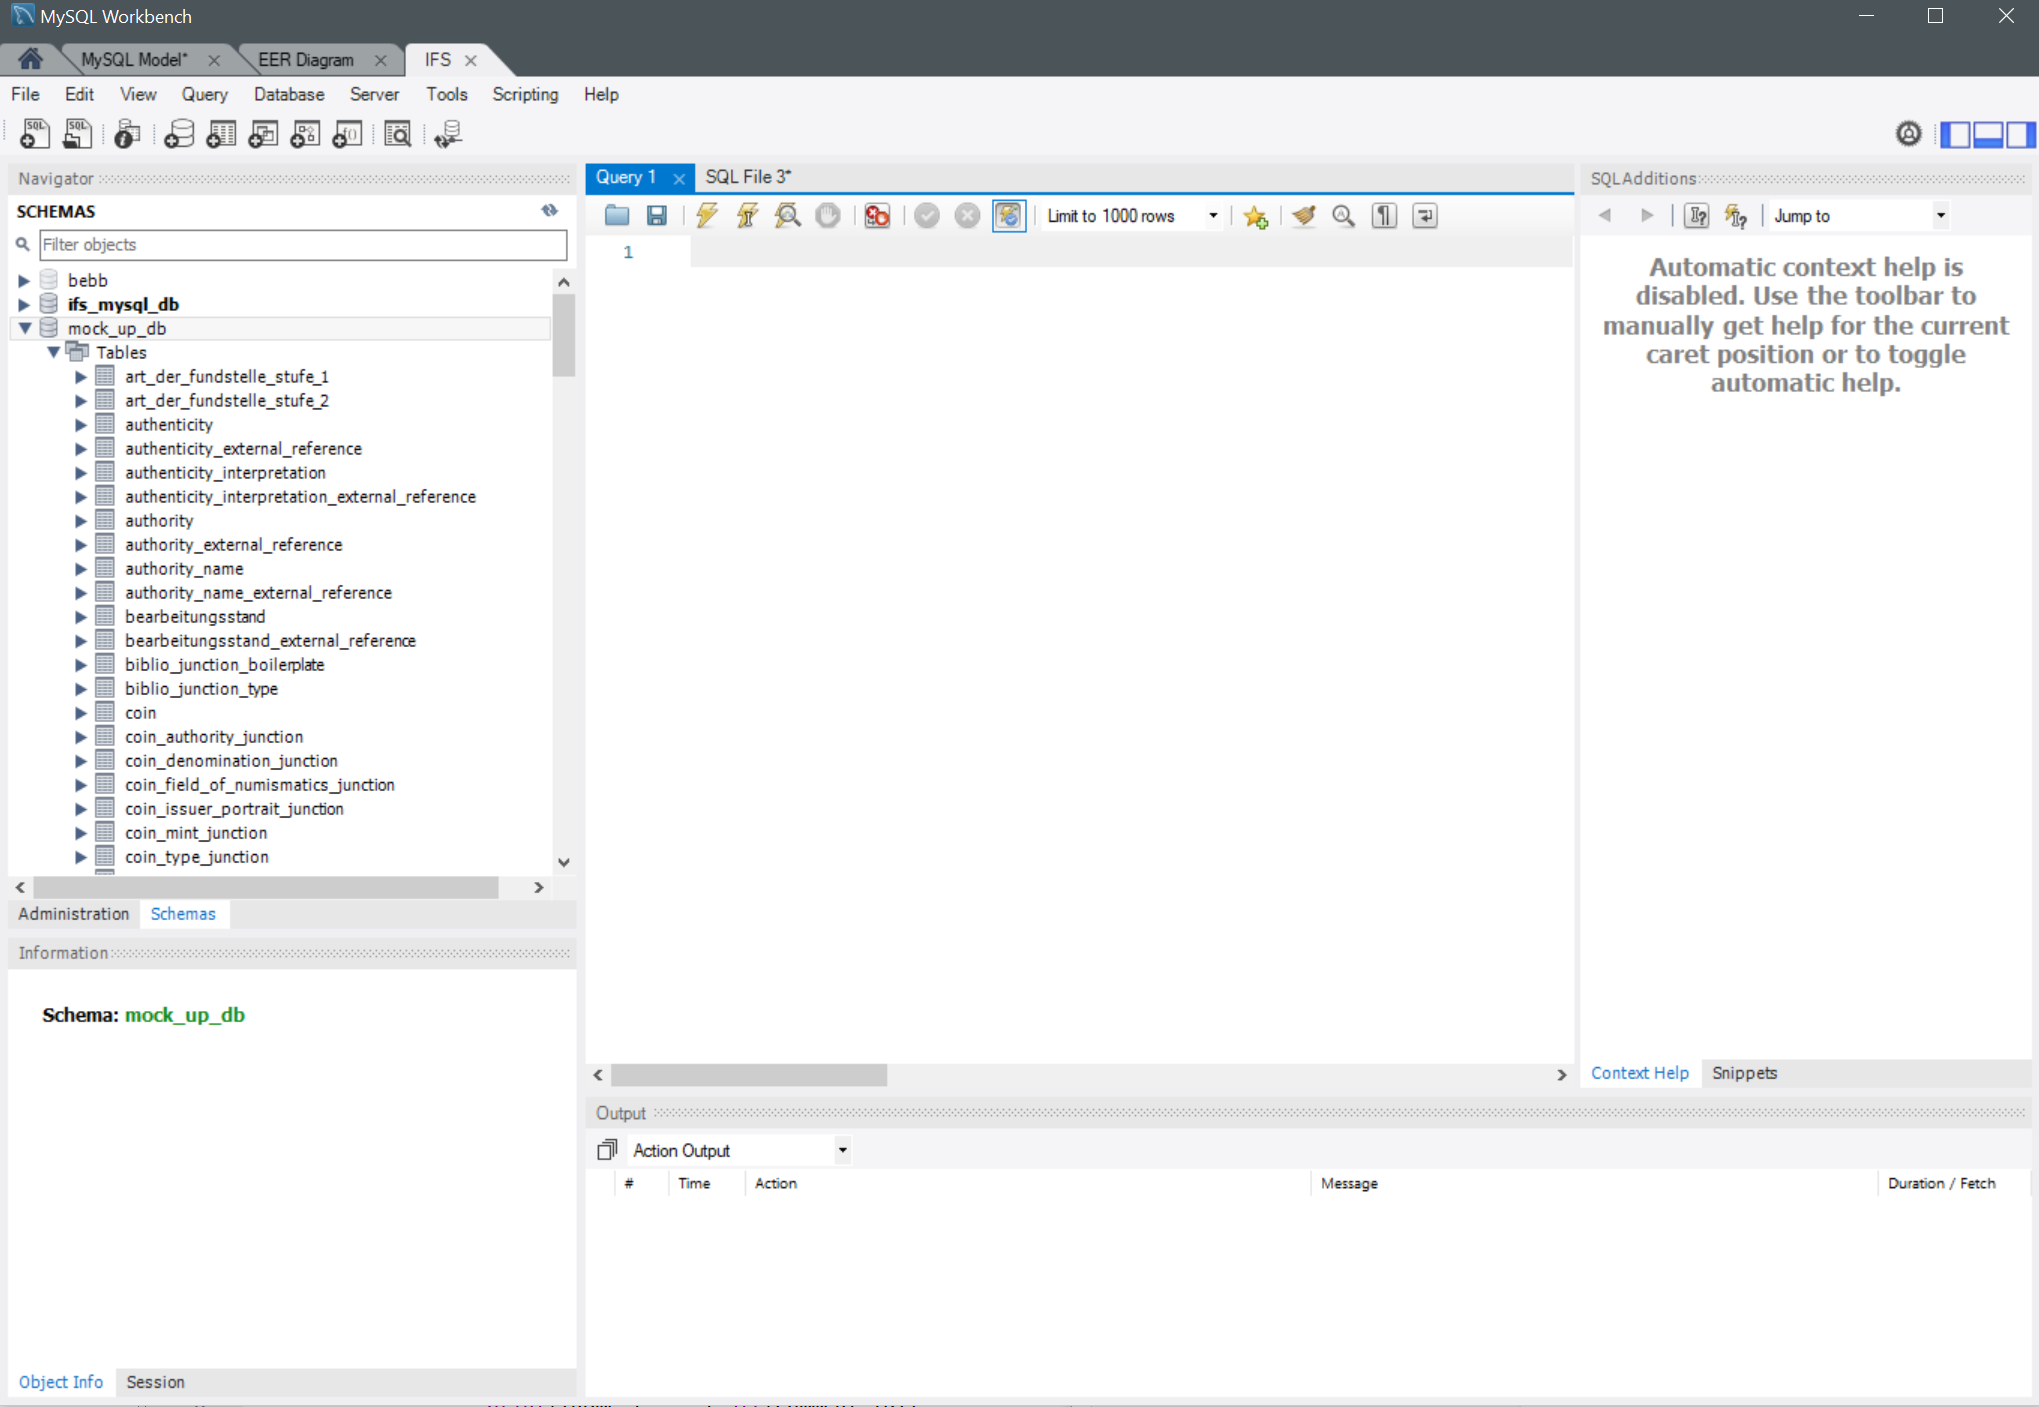 MySQL Workbench
MySQL Model*
EER Diagram
IFS
File Edit View Query Database Server Tools Scripting Help
Navigator
SCHEMAS
Filter objects
bebb
ifs_mysql_db
mock_up_db
Tables
art_der_fundstelle_stufe_1
art_der_fundstelle_stufe_2
authenticity
authenticity_external_reference
authenticity_interpretation
authenticity_interpretation_external_reference
authority
authority_external_reference
authority_name
authority_name_external_reference
bearbeitungsstand
bearbeitungsstand_external_reference
biblio_junction_boilerplate
biblio_junction_type
coin
coin_authority_junction
coin_denomination_junction
coin_field_of_numismatics_junction
coin_issuer_portrait_junction
coin_mint_junction
coin_type_junction
Administration Schemas
Information
Schema: mock_up_db
Object Info Session
Query 1 SQL File 3*
Limit to 1000 rows
1
SQLAdditions
Jump to
Automatic context help is
disabled. Use the toolbar to
manually get help for the current
caret position or to toggle
automatic help.
Context Help Snippets
Output
Action Output
# Time Action Message Duration / Fetch